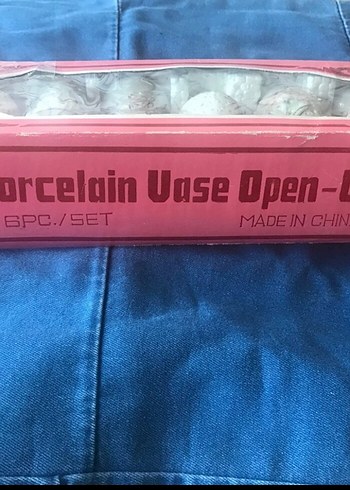 orcelain Vase Open-
6PC./SET MADE IN CHIN